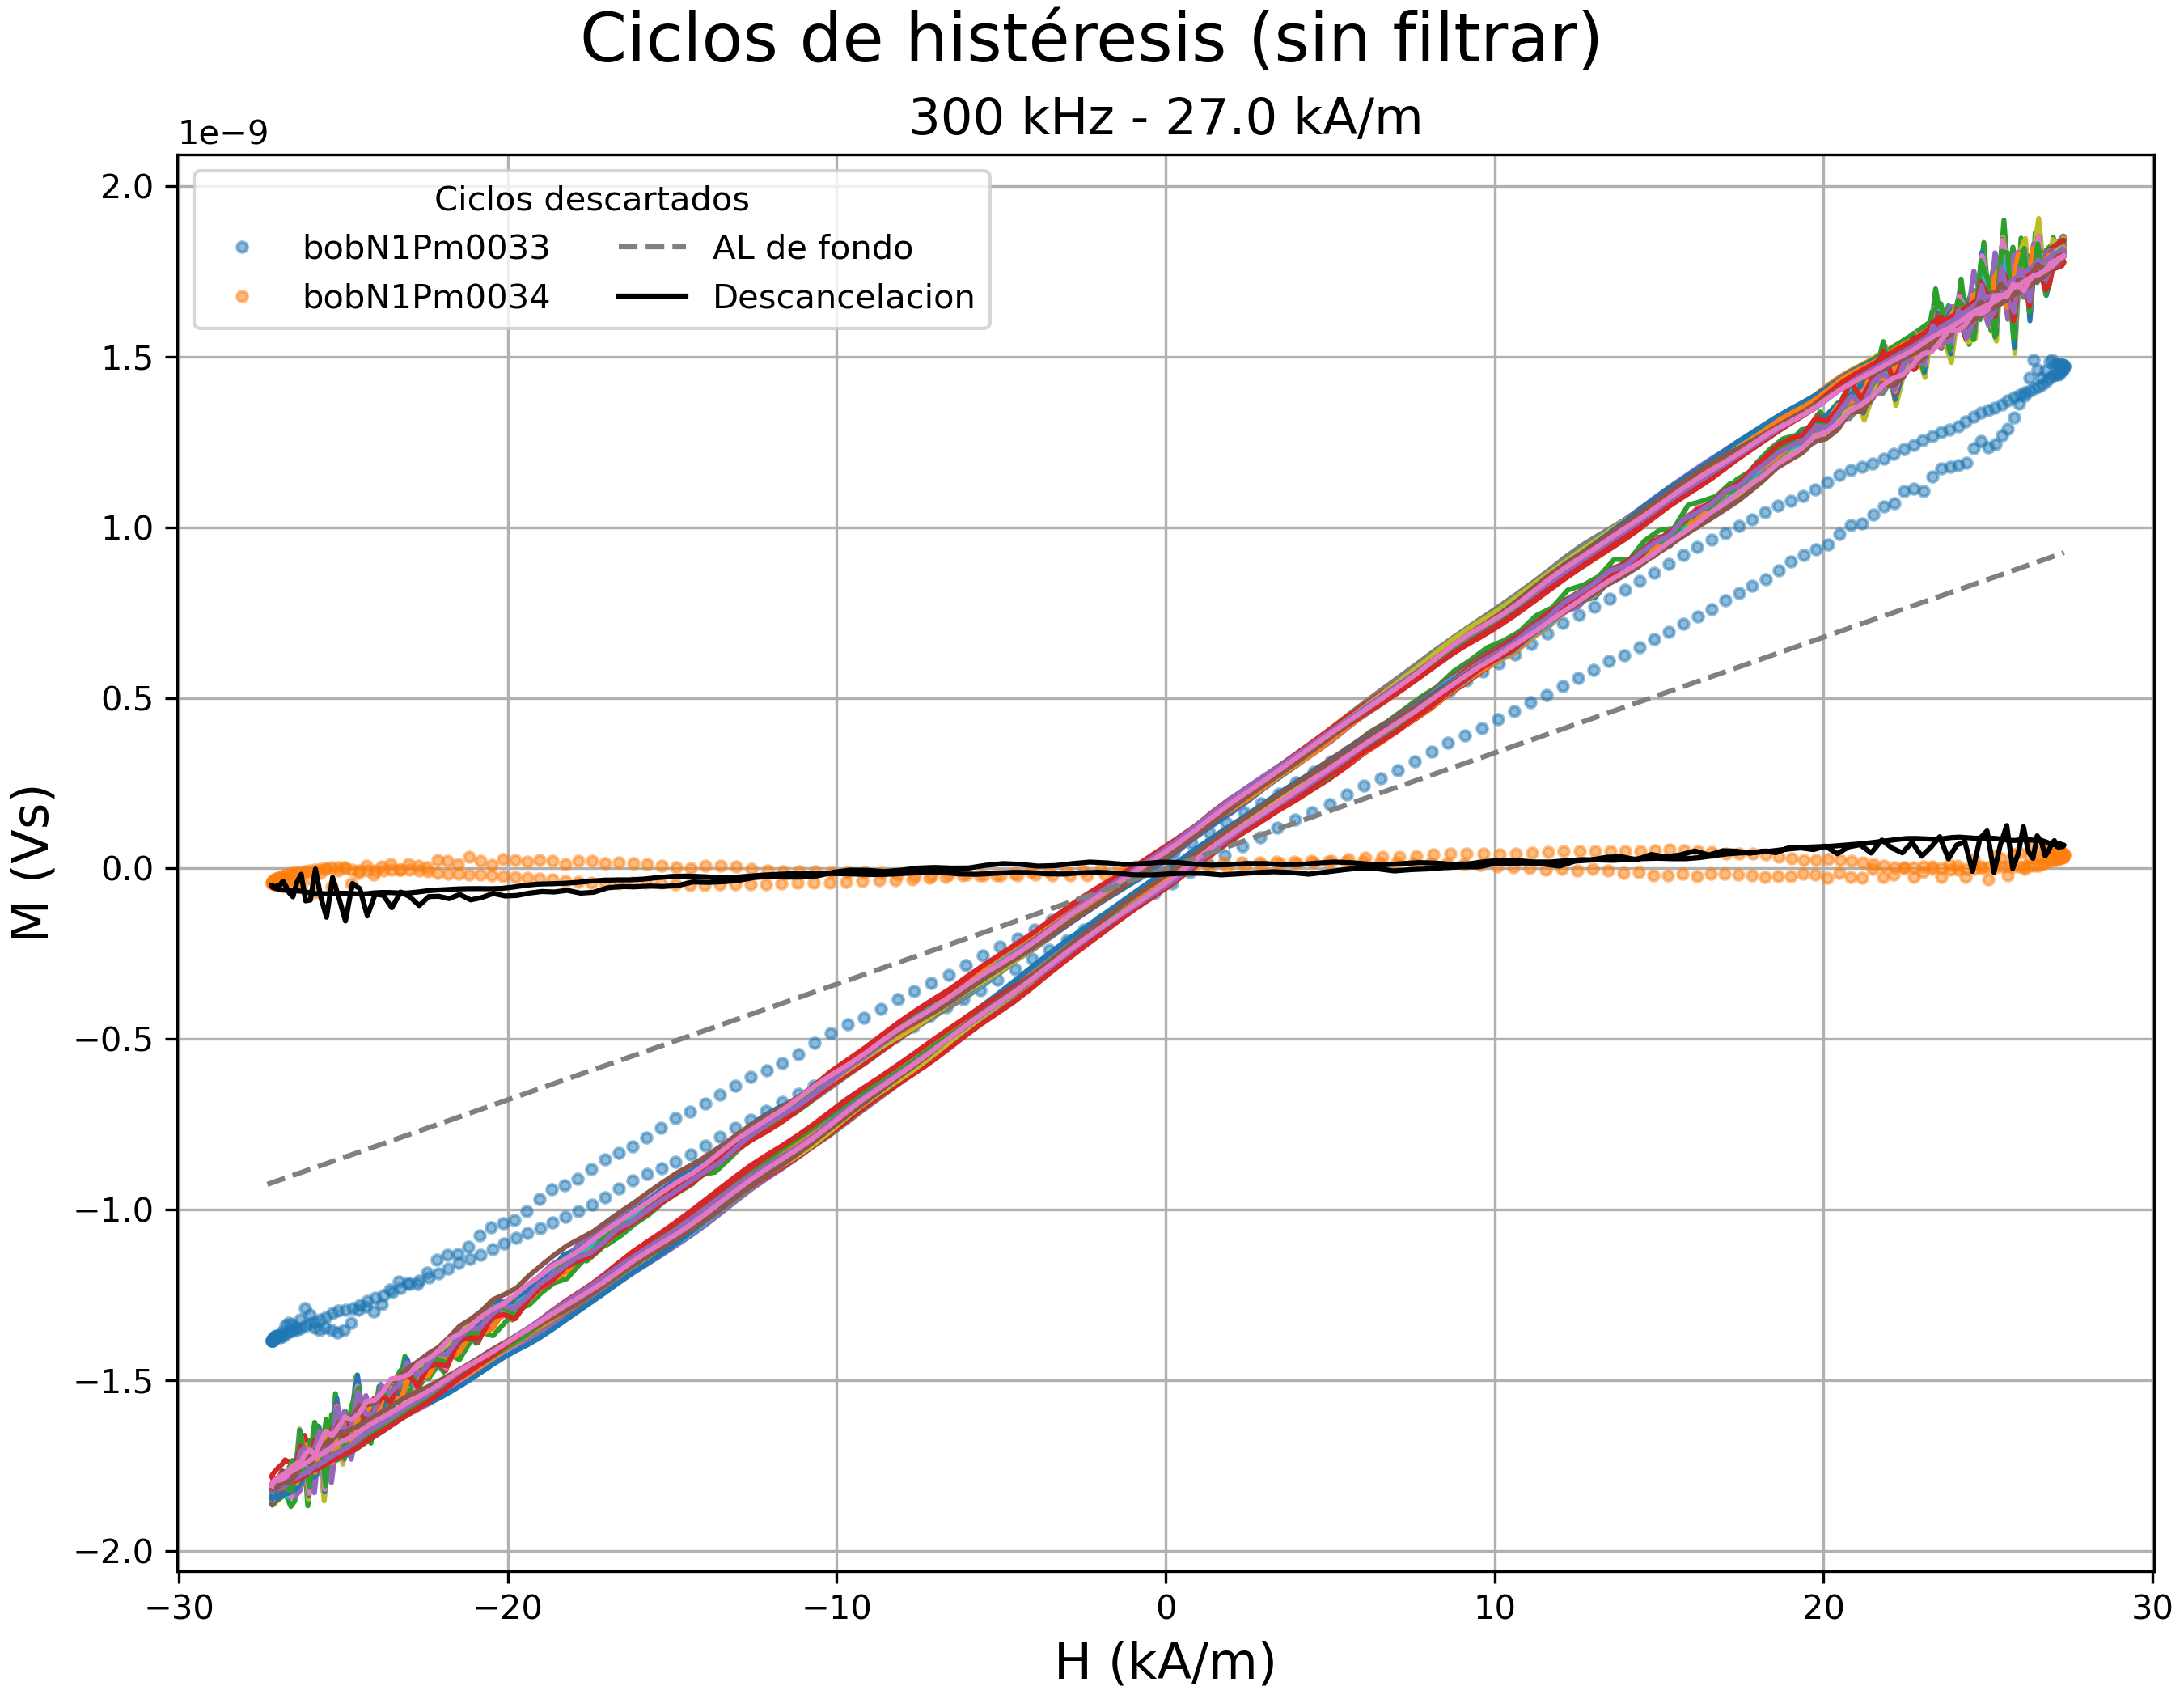 Ciclos de histéresis (sin filtrar)
300 kHz - 27.0 kA/m
1e−9
Ciclos descartados
bobN1Pm0033
AL de fondo
bobN1Pm0034
Descancelacion
2.0
1.5
1.0
0.5
0.0
−0.5
−1.0
−1.5
−2.0
M (Vs)
−30
−20
−10
0
10
20
30
H (kA/m)